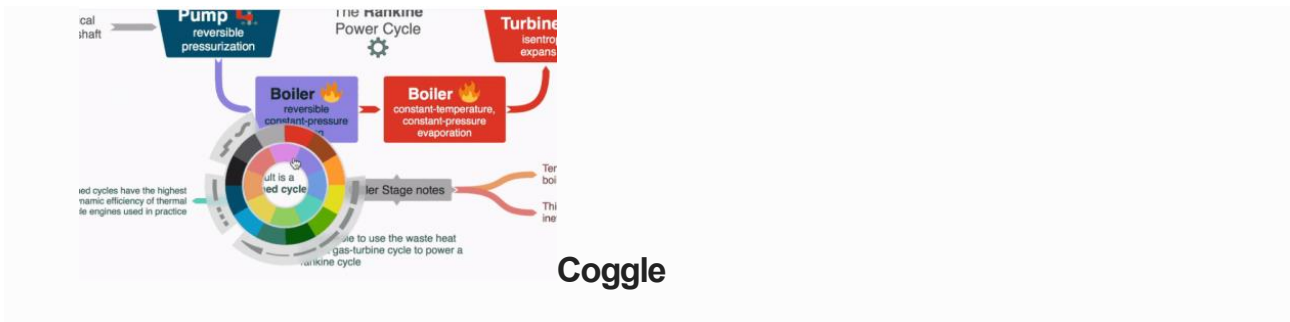 Pump
reversible
pressurization
The Rankine
Power Cycle
Turbine
Boiler
reversible
constant-pressure
Boiler
constant-temperature,
constant-pressure
evaporation
cycles have the highest
efficiency of thermal
engines used in practice
is a
cycle
Stage notes
to use the waste heat
gas-turbine cycle to power a
cycle
Coggle